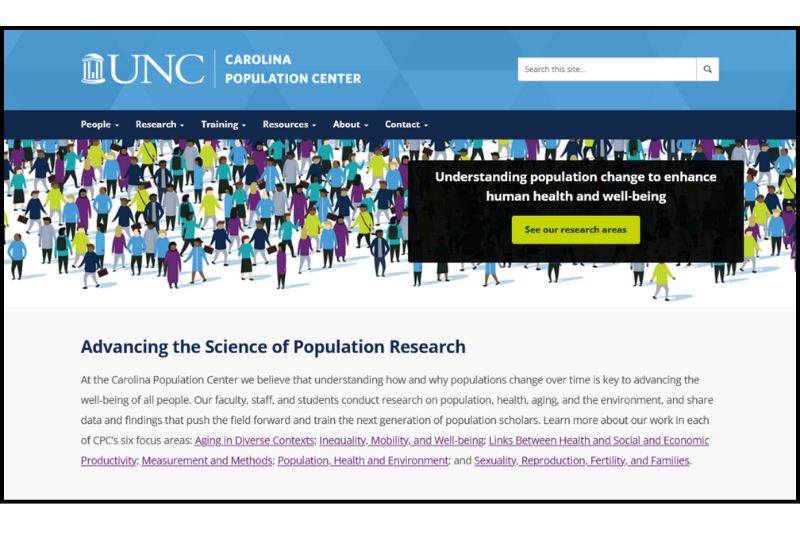 UNC
CAROLINA
POPULATION CENTER
Search this site...
People Research Training Resources About Contact
Understanding population change to enhance
human health and well-being
See our research areas
Advancing the Science of Population Research
At the Carolina Population Center we believe that understanding how and why populations change over time is key to advancing the
well-being of all people. Our faculty, staff, and students conduct research on population, health, aging, and the environment, and share
data and findings that push the field forward and train the next generation of population scholars. Learn more about our work in each
of CPC's six focus areas: Aging in Diverse Contexts; Inequality, Mobility, and Well-being; Links Between Health and Social and Economic
Productivity; Measurement and Methods; Population, Health and Environment; and Sexuality, Reproduction, Fertility, and Families.